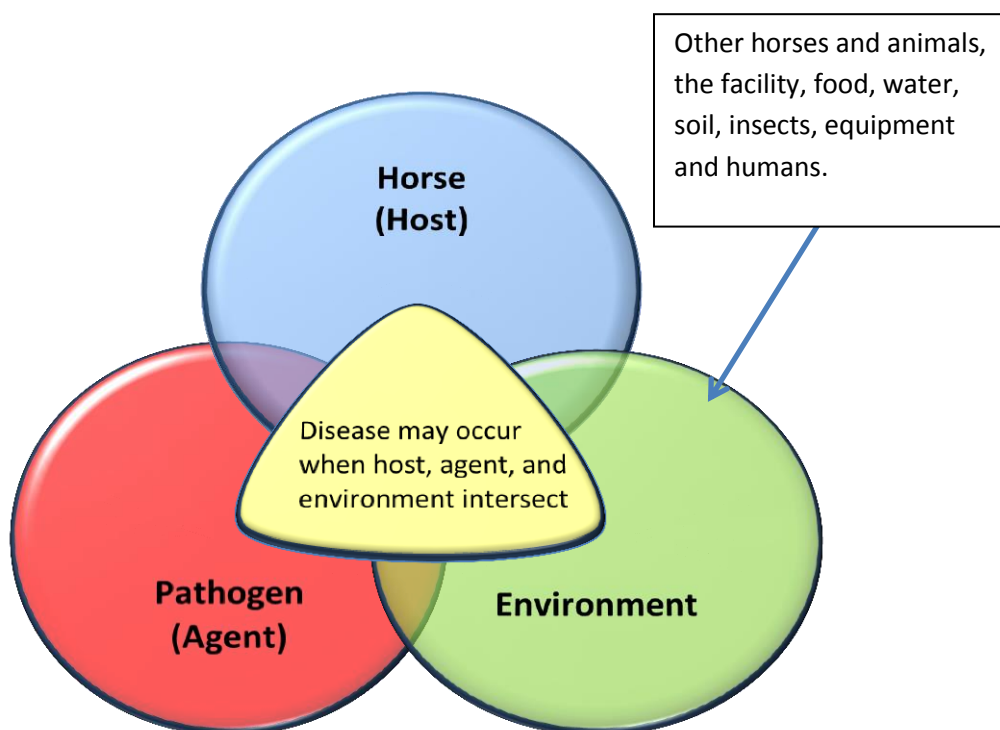 Other horses and animals,
the facility, food, water,
soil, insects, equipment
and humans.
Horse
(Host)
Disease may occur
when host, agent, and
environment intersect
Pathogen
(Agent)
Environment